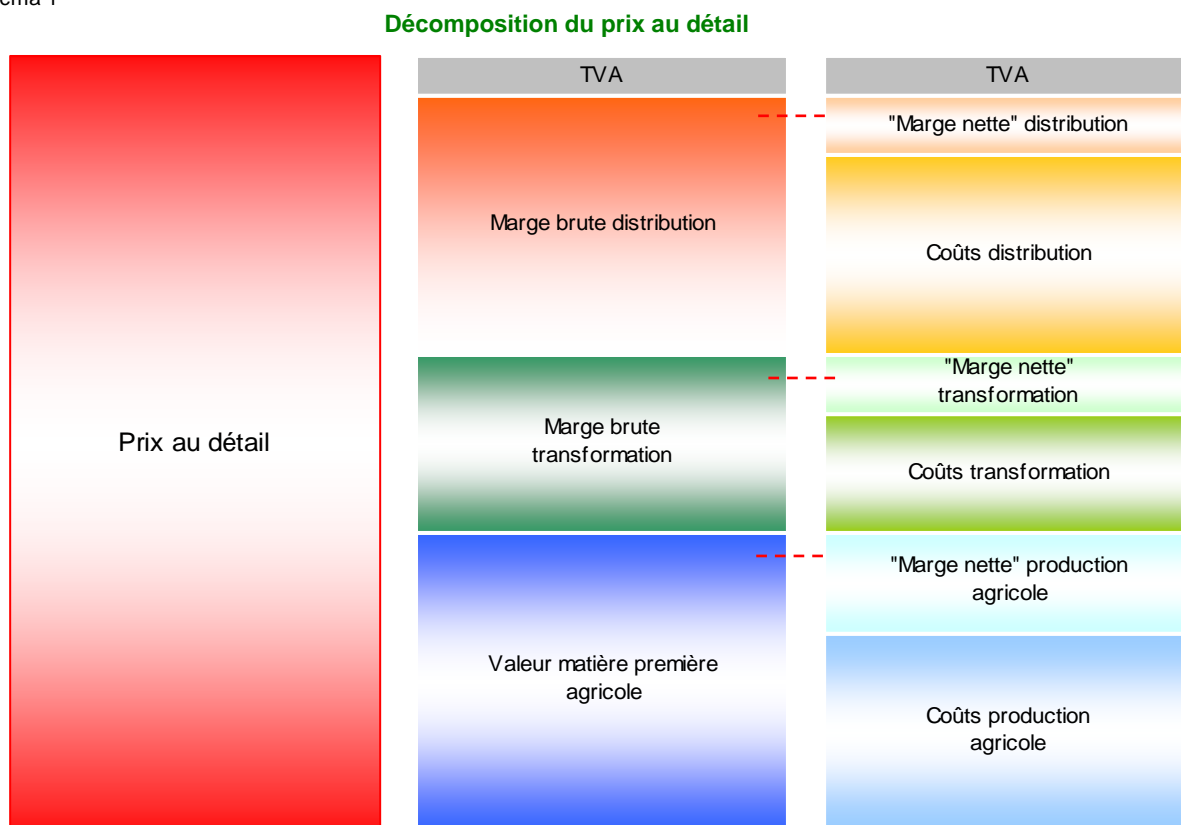 Décomposition du prix au détail
Prix au détail
TVA
Marge brute distribution
Marge brute
transformation
Valeur matière première
agricole
TVA
"Marge nette" distribution
Coûts distribution
"Marge nette"
transformation
Coûts transformation
"Marge nette" production
agricole
Coûts production
agricole